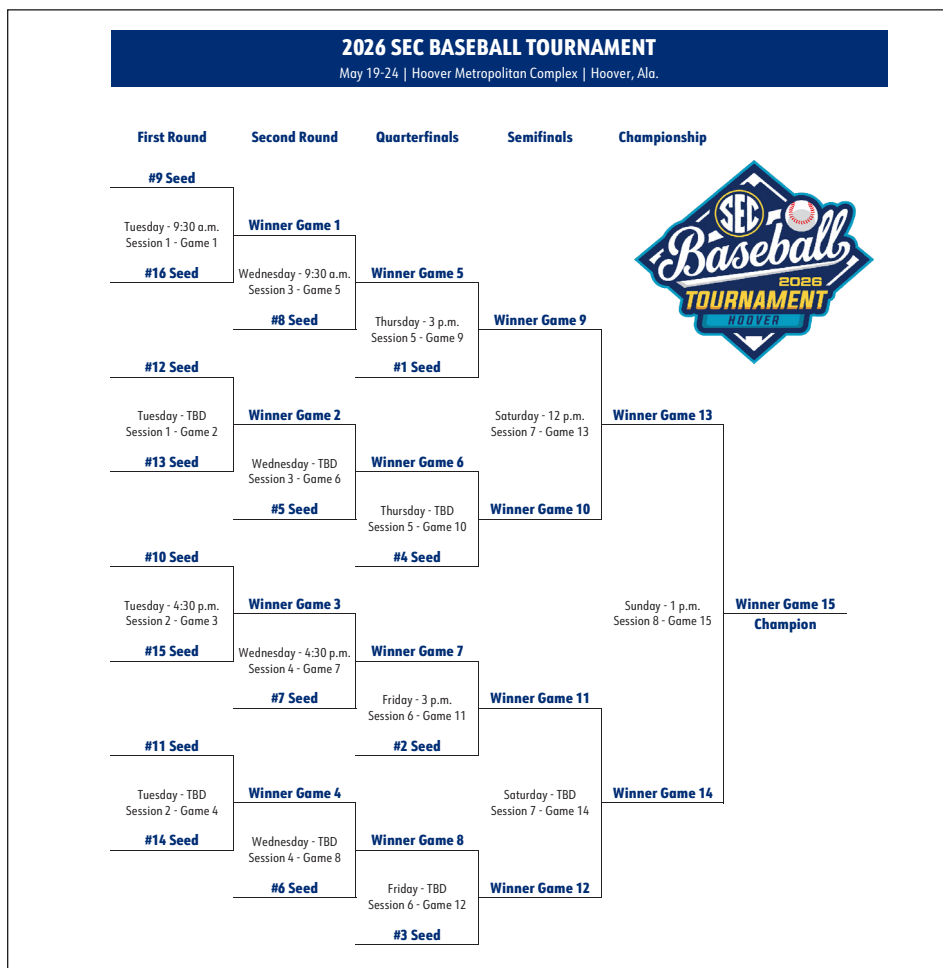 2026 SEC BASEBALL TOURNAMENT
May 19-24 | Hoover Metropolitan Complex | Hoover, Ala.
First Round
Second Round
Quarterfinals
Semifinals
Championship
SEC
Baseball
2026
TOURNAMENT
HOOVER
#9 Seed
Tuesday - 9:30 a.m.
Session 1 - Game 1
#16 Seed
Winner Game 1
Wednesday - 9:30 a.m.
Session 3 - Game 5
#8 Seed
Winner Game 5
Thursday - 3 p.m.
Session 5 - Game 9
#1 Seed
Winner Game 9
#12 Seed
Tuesday - TBD
Session 1 - Game 2
#13 Seed
Winner Game 2
Wednesday - TBD
Session 3 - Game 6
#5 Seed
Winner Game 6
Thursday - TBD
Session 5 - Game 10
#4 Seed
Winner Game 10
Saturday - 12 p.m.
Session 7 - Game 13
Winner Game 13
#10 Seed
Tuesday - 4:30 p.m.
Session 2 - Game 3
#15 Seed
Winner Game 3
Wednesday - 4:30 p.m.
Session 4 - Game 7
#7 Seed
Winner Game 7
Friday - 3 p.m.
Session 6 - Game 11
#2 Seed
Winner Game 11
#11 Seed
Tuesday - TBD
Session 2 - Game 4
#14 Seed
Winner Game 4
Wednesday - TBD
Session 4 - Game 8
#6 Seed
Winner Game 8
Friday - TBD
Session 6 - Game 12
#3 Seed
Winner Game 12
Saturday - TBD
Session 7 - Game 14
Winner Game 14
Sunday - 1 p.m.
Session 8 - Game 15
Winner Game 15
Champion